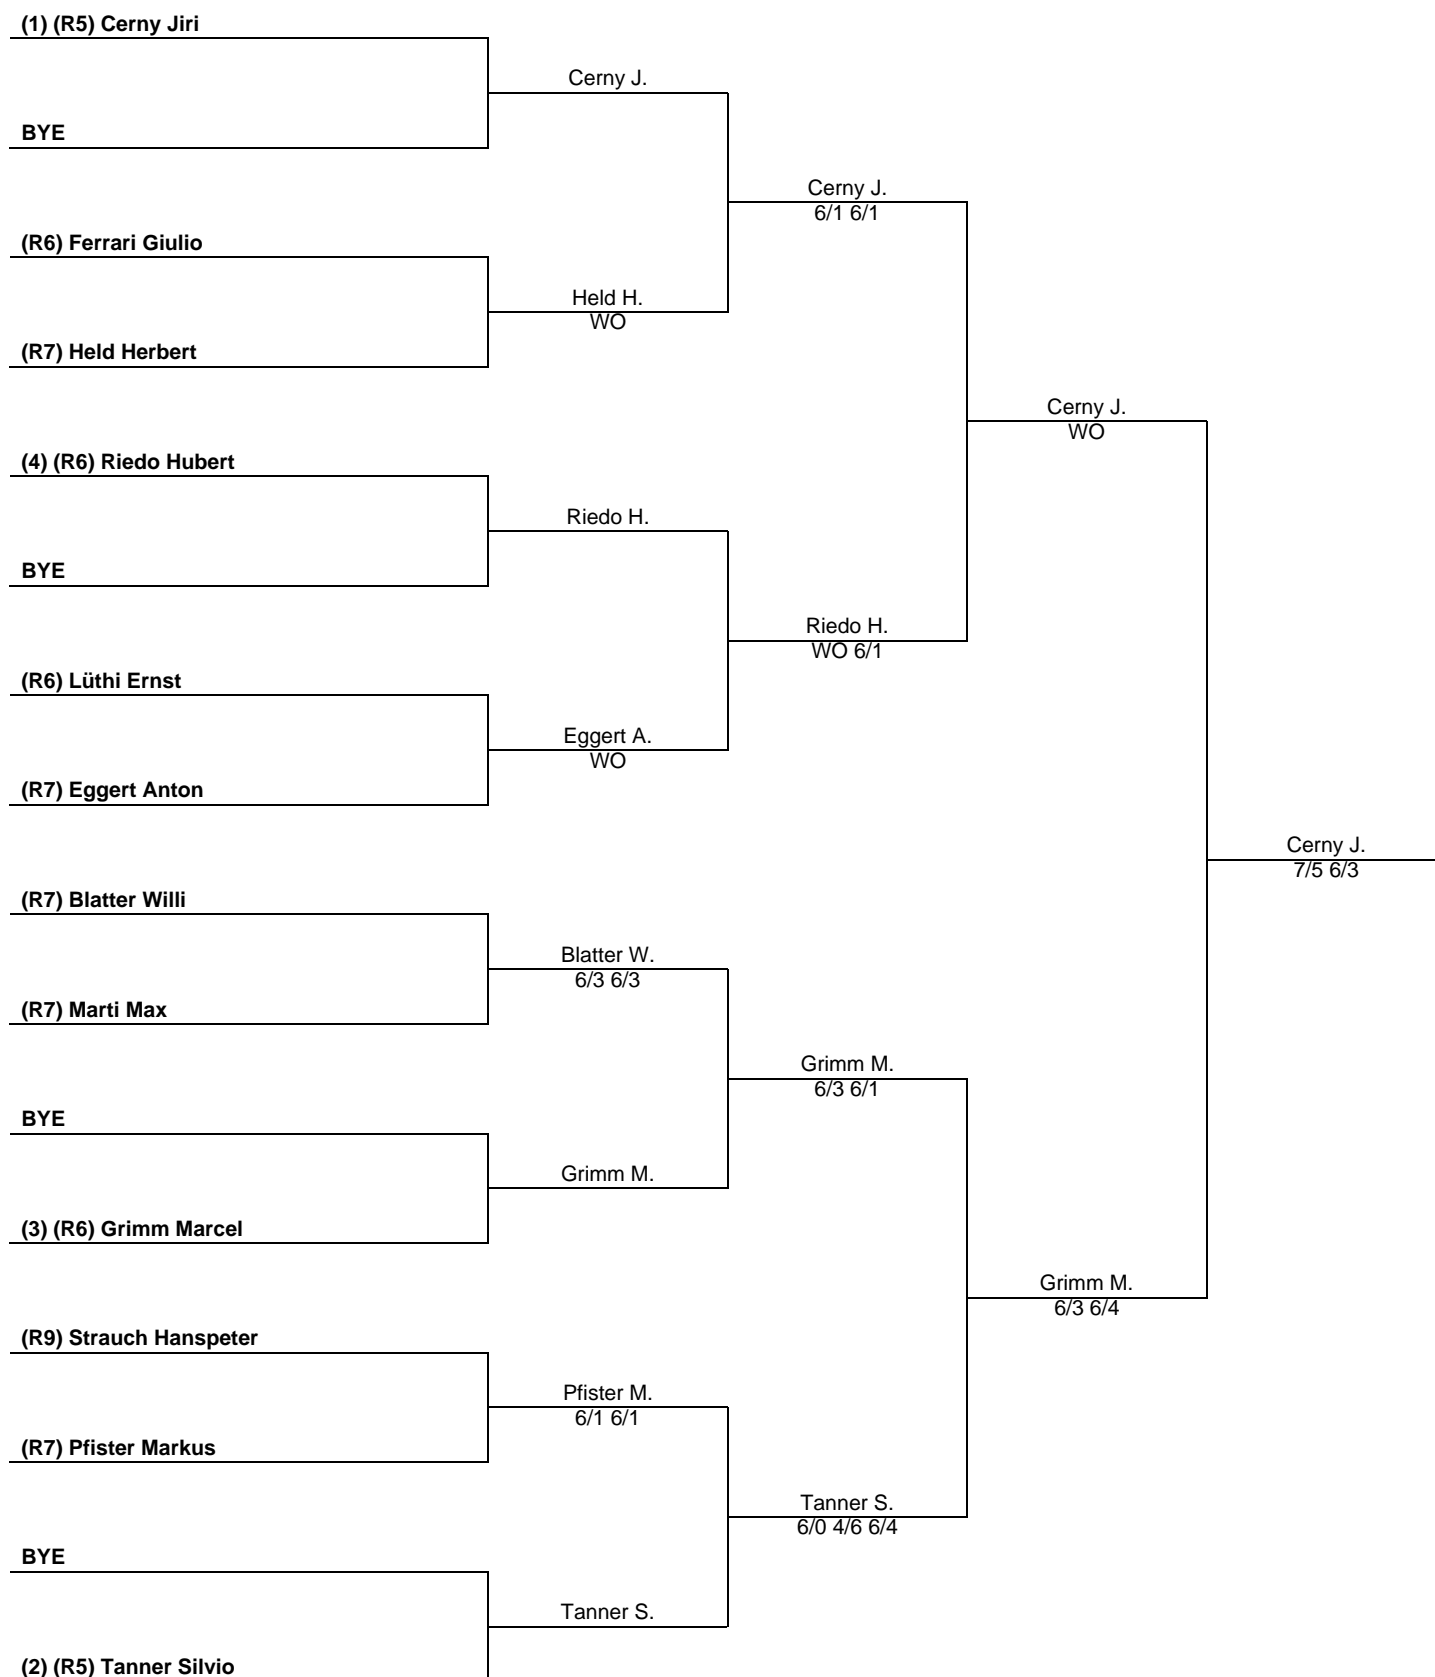 (1) (R5) Cerny Jiri
Cerny J.
BYE
Cerny J.
6/1 6/1
(R6) Ferrari Giulio
Held H.
WO
(R7) Held Herbert
Cerny J.
WO
(4) (R6) Riedo Hubert
Riedo H.
BYE
Riedo H.
WO 6/1
(R6) Lüthi Ernst
Eggert A.
WO
(R7) Eggert Anton
Cerny J.
7/5 6/3
(R7) Blatter Willi
Blatter W.
6/3 6/3
(R7) Marti Max
Grimm M.
6/3 6/1
BYE
Grimm M.
(3) (R6) Grimm Marcel
Grimm M.
6/3 6/4
(R9) Strauch Hanspeter
Pfister M.
6/1 6/1
(R7) Pfister Markus
Tanner S.
6/0 4/6 6/4
BYE
Tanner S.
(2) (R5) Tanner Silvio